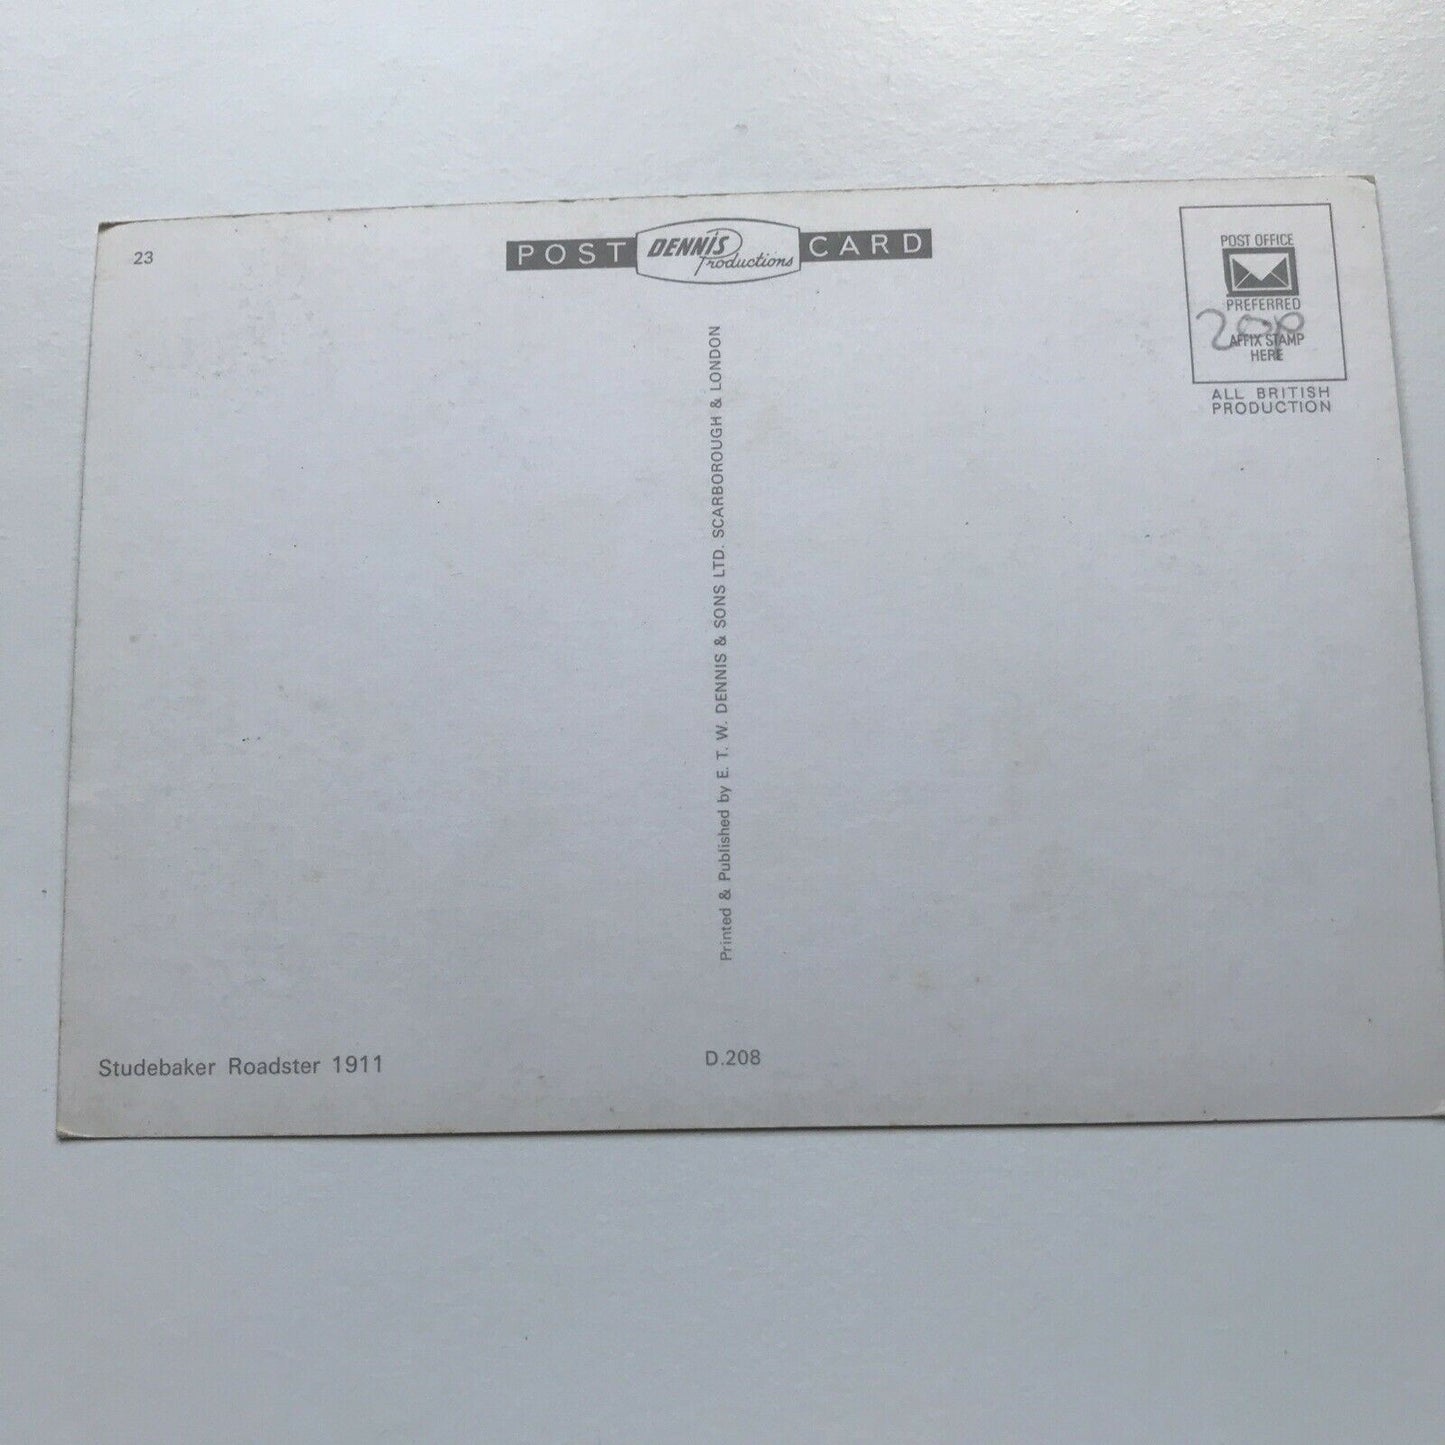 23
POST DENNIS Productions CARD
POST OFFICE
PREFERRED
20p
AFFIX STAMP
HERE
ALL BRITISH
PRODUCTION
Printed & Published by E. T. W. DENNIS & SONS LTD. SCARBOROUGH & LONDON
Studebaker Roadster 1911
D.208